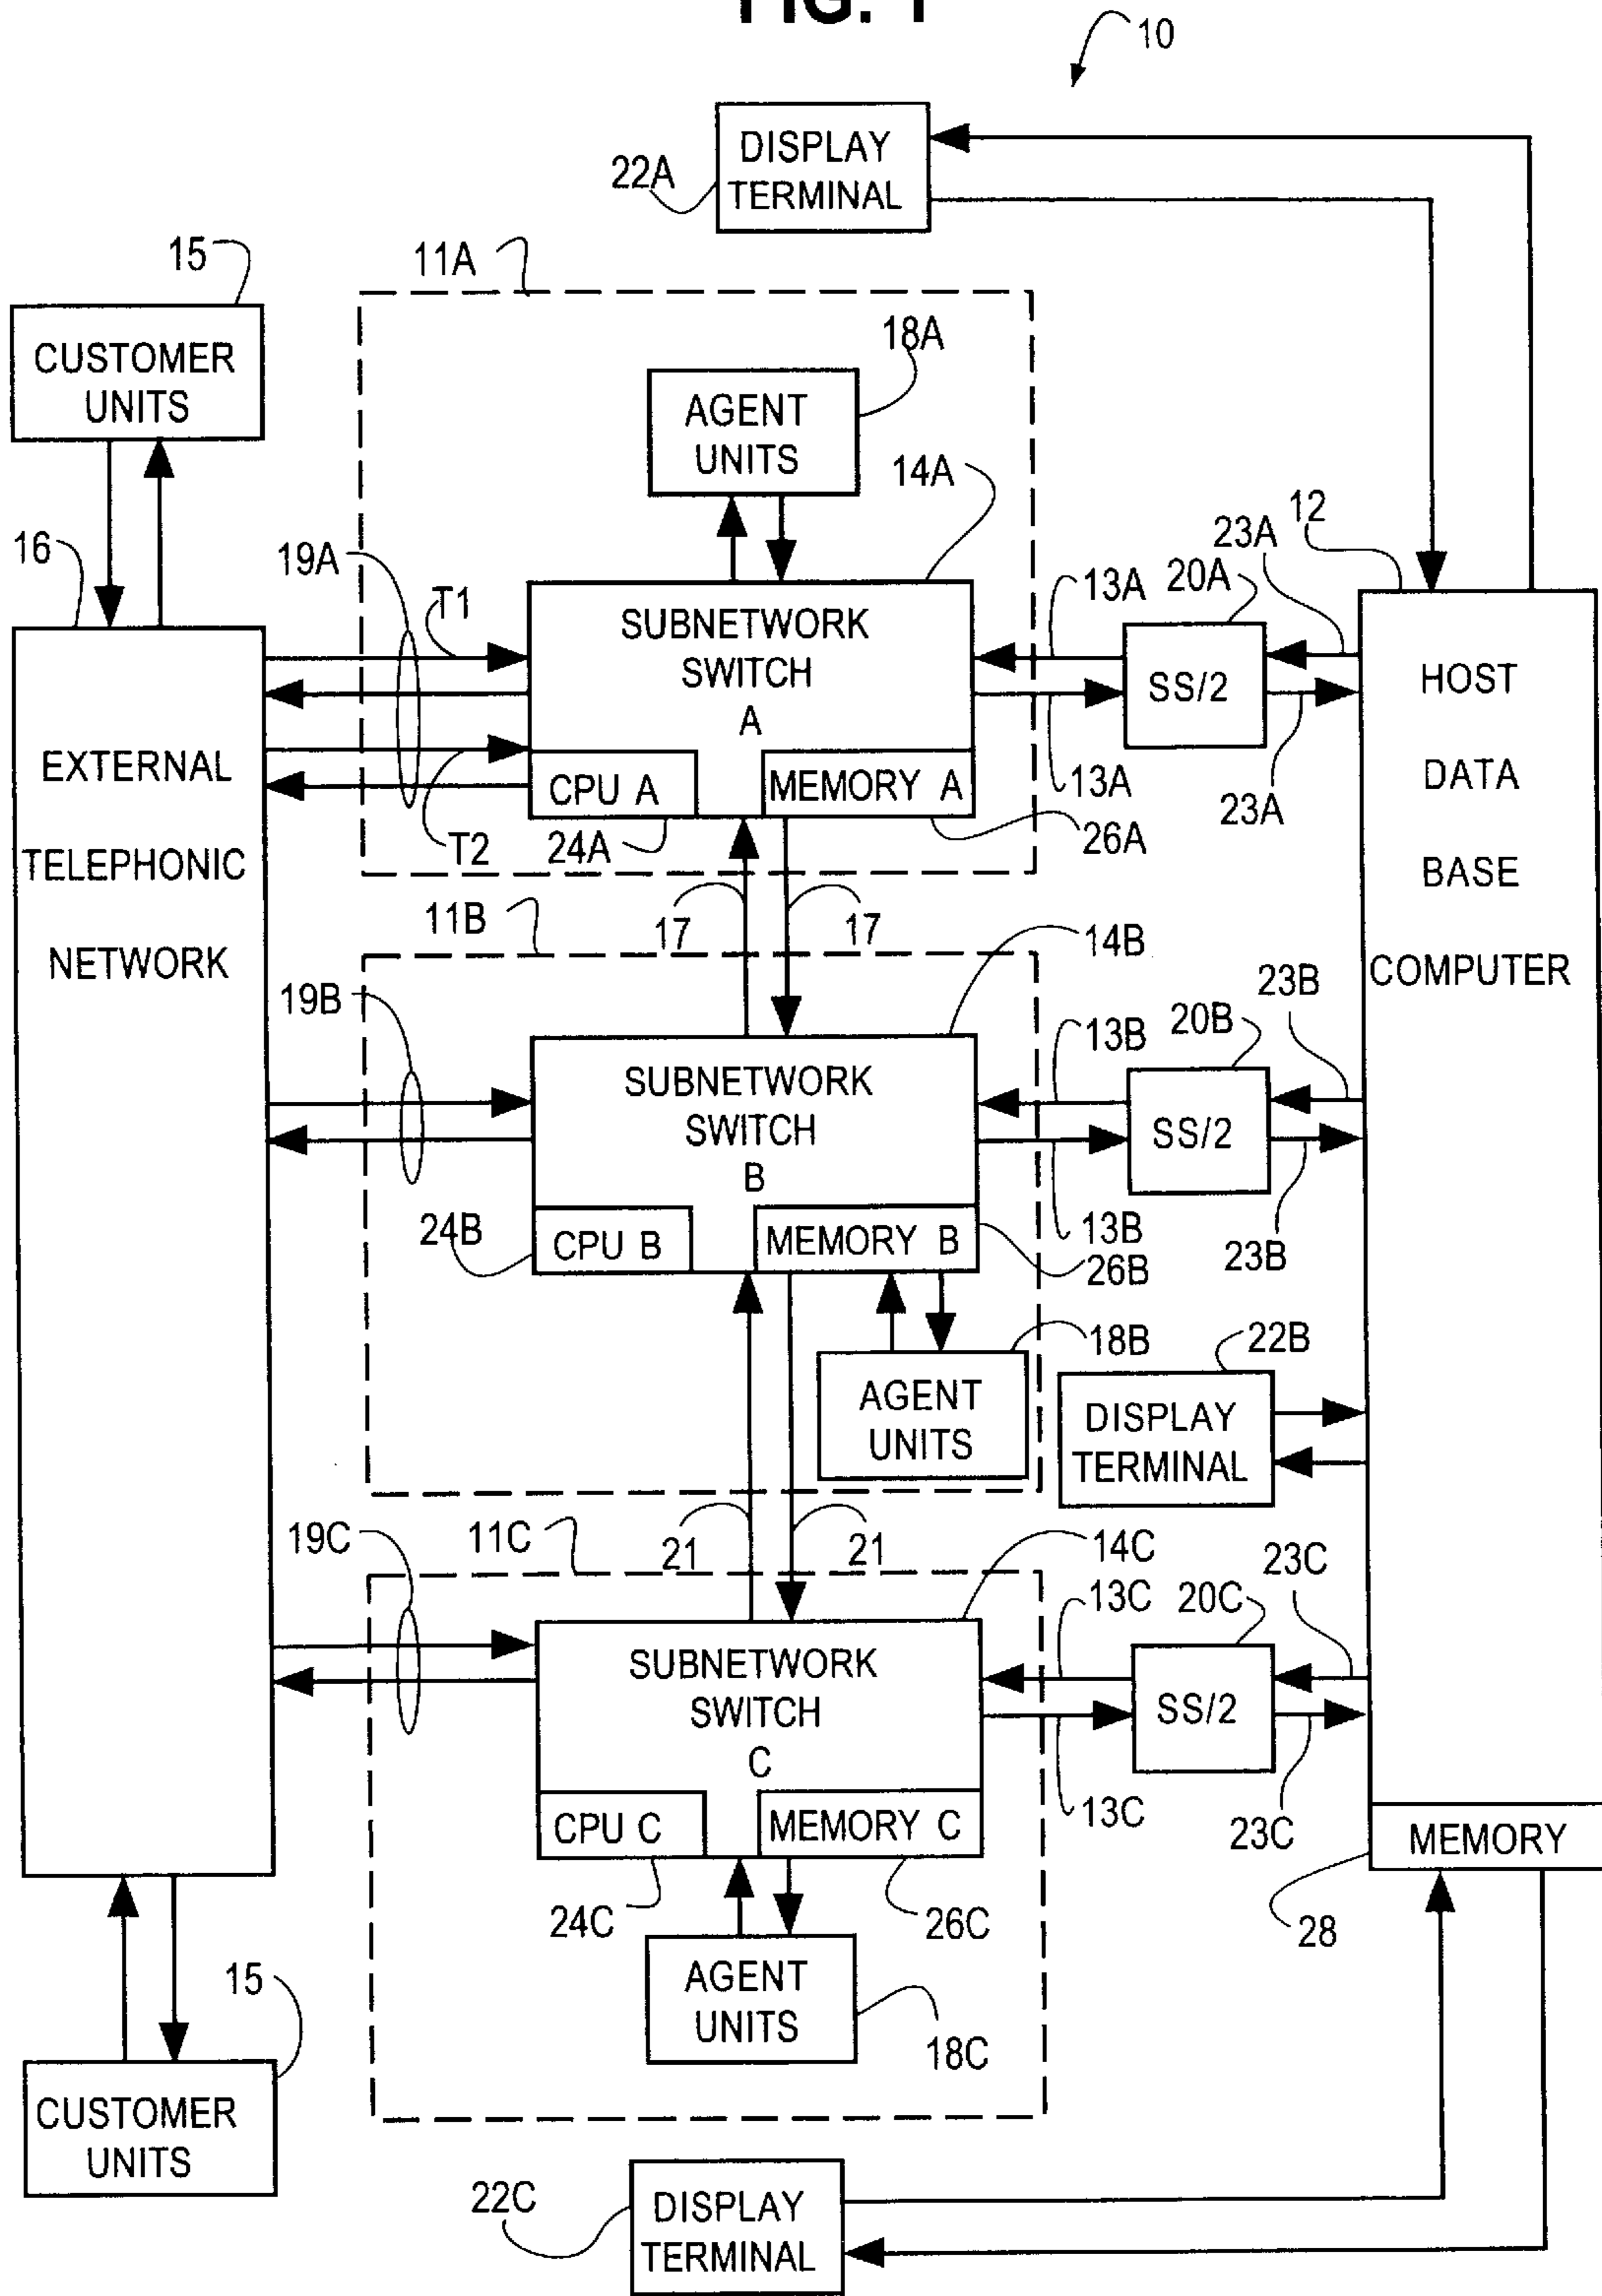 FIG. 1
10
DISPLAY
TERMINAL
22A
15
CUSTOMER
UNITS
11A
18A
AGENT
UNITS
14A
16
19A
T1
SUBNETWORK
SWITCH
A
CPU A
MEMORY A
T2
24A
26A
13A
13A
20A
SS/2
23A
23A
12
HOST
DATA
BASE
COMPUTER
EXTERNAL
TELEPHONIC
NETWORK
17
17
11B
14B
19B
SUBNETWORK
SWITCH
B
CPU B
MEMORY B
24B
26B
13B
13B
20B
SS/2
23B
23B
18B
AGENT
UNITS
22B
DISPLAY
TERMINAL
21
21
11C
14C
19C
SUBNETWORK
SWITCH
C
CPU C
MEMORY C
24C
26C
13C
13C
20C
SS/2
23C
23C
MEMORY
28
AGENT
UNITS
18C
15
CUSTOMER
UNITS
22C
DISPLAY
TERMINAL